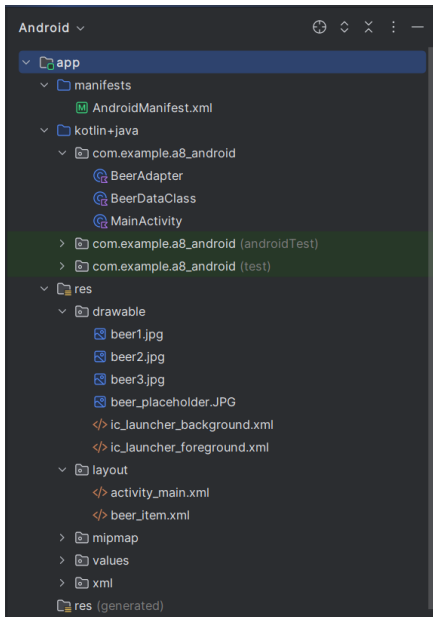 Android
app
manifests
AndroidManifest.xml
kotlin+java
com.example.a8_android
BeerAdapter
BeerDataClass
MainActivity
com.example.a8_android (androidTest)
com.example.a8_android (test)
res
drawable
beer1.jpg
beer2.jpg
beer3.jpg
beer_placeholder.JPG
ic_launcher_background.xml
ic_launcher_foreground.xml
layout
activity_main.xml
beer_item.xml
mipmap
values
xml
res (generated)